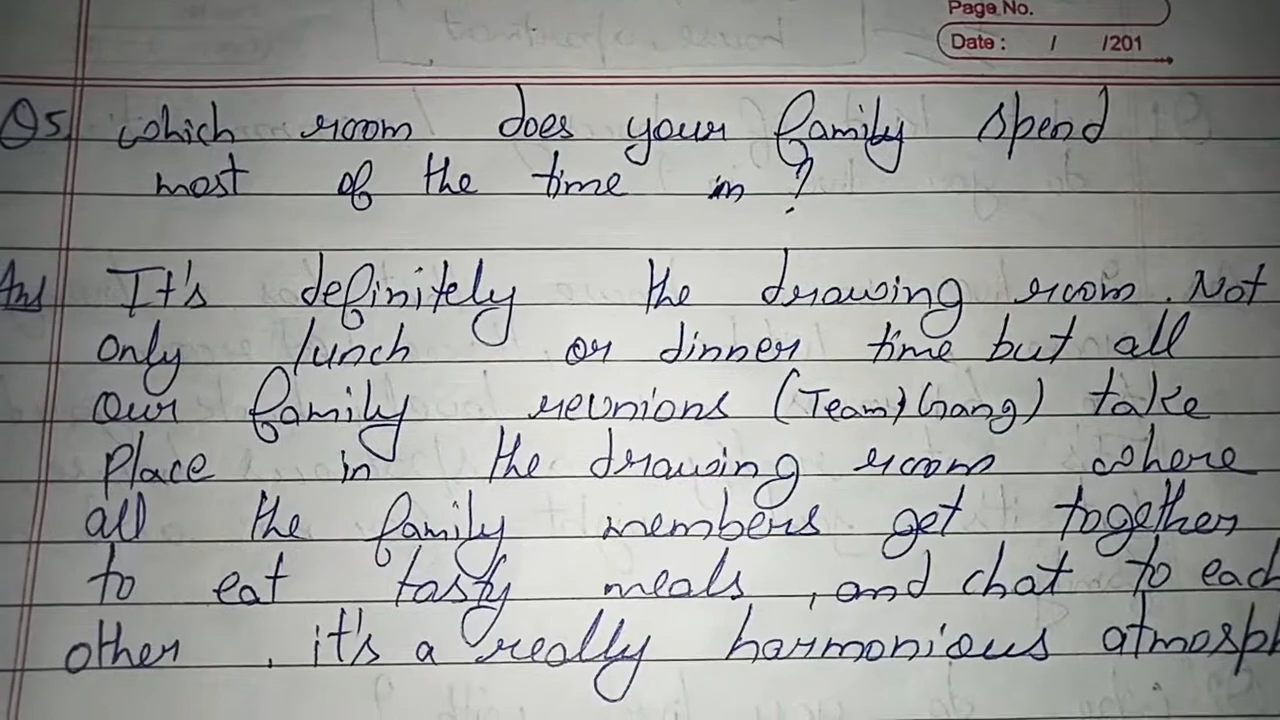 Page No.
Date : / /201
Q5 which room does your family spend
most of the time in ?
Ans It's definitely the drawing room. Not
only lunch or dinner time but all
our family reunions (Team/Gang) take
place in the drawing room where
all the family members get together
to eat tasty meals , and chat to each
other . it's a really harmonious atmosph